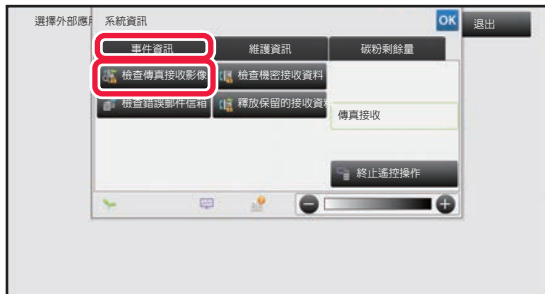 選擇外部應
系統資訊
OK
退出
事件資訊
維護資訊
碳粉剩餘量
檢查傳真接收影像
檢查機密接收資料
檢查錯誤郵件信箱
釋放保留的接收資
傳真接收
終止遙控操作